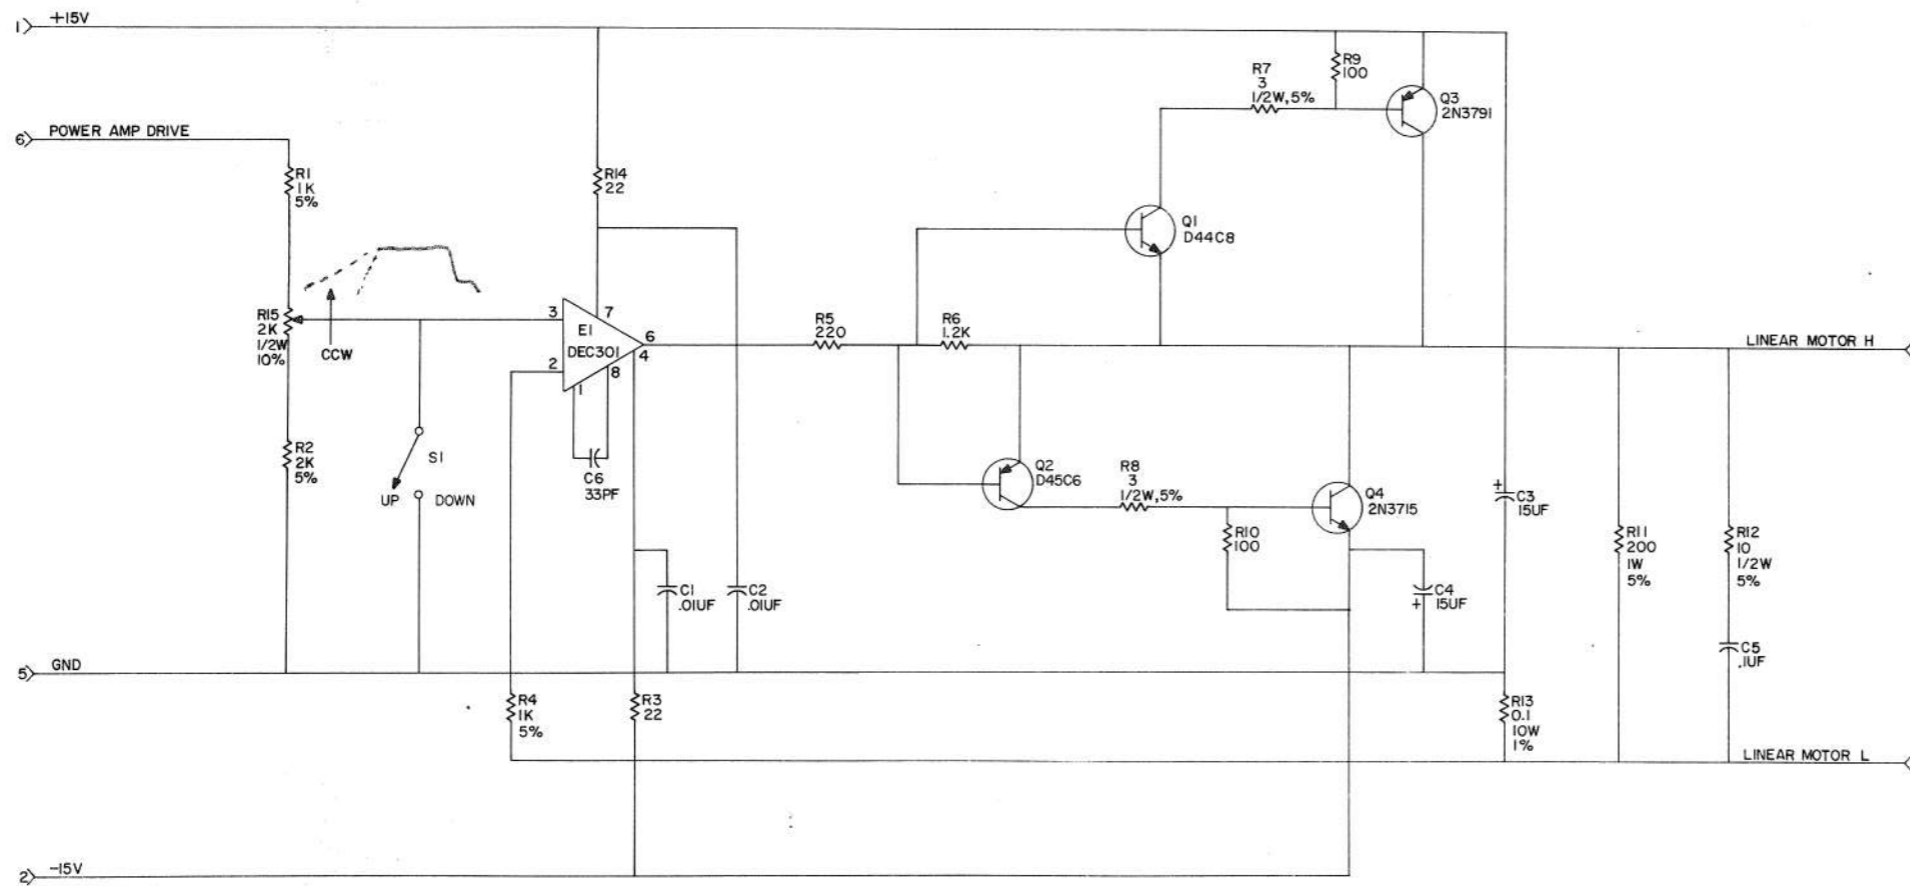 1 +15V
6 POWER AMP DRIVE
R1
1K
5%
R15
2K
1/2W
10%
CCW
R2
2K
5%
S1
UP
DOWN
R14
22
3
7
E1
DEC301
6
4
2
8
1
C6
33PF
R5
220
R6
1.2K
Q1
D44C8
R7
3
1/2W,5%
R9
100
Q3
2N3791
LINEAR MOTOR H
Q2
D45C6
R8
3
1/2W,5%
Q4
2N3715
R10
100
+
C3
15UF
C1
.01UF
C2
.01UF
+
C4
15UF
R11
200
1W
5%
R12
10
1/2W
5%
C5
.1UF
5 GND
R4
1K
5%
R3
22
R13
0.1
10W
1%
LINEAR MOTOR L
2 -15V